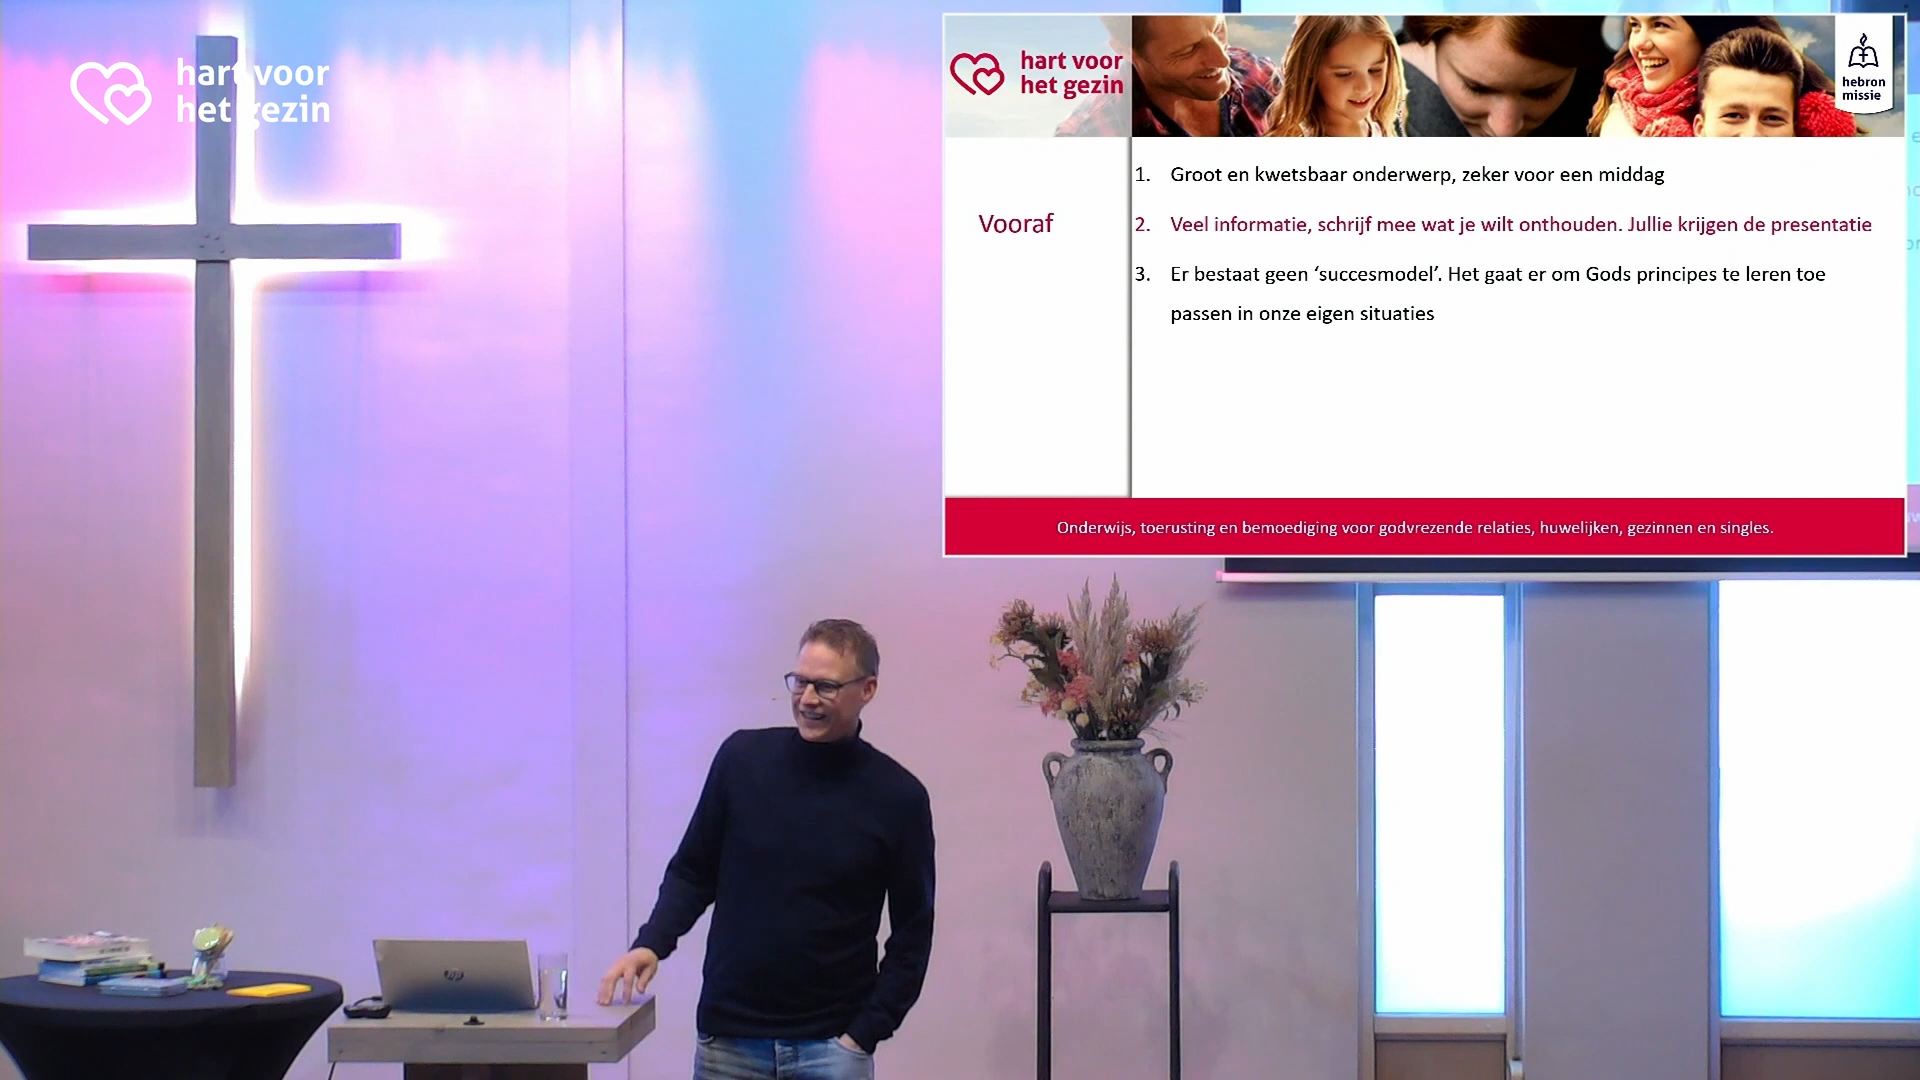 hart voor
het gezin
hart voor
het gezin
hebron
missie
Vooraf
1. Groot en kwetsbaar onderwerp, zeker voor een middag
2. Veel informatie, schrijf mee wat je wilt onthouden. Jullie krijgen de presentatie
3. Er bestaat geen ‘succesmodel’. Het gaat er om Gods principes te leren toe
passen in onze eigen situaties
Onderwijs, toerusting en bemoediging voor godvrezende relaties, huwelijken, gezinnen en singles.
hp